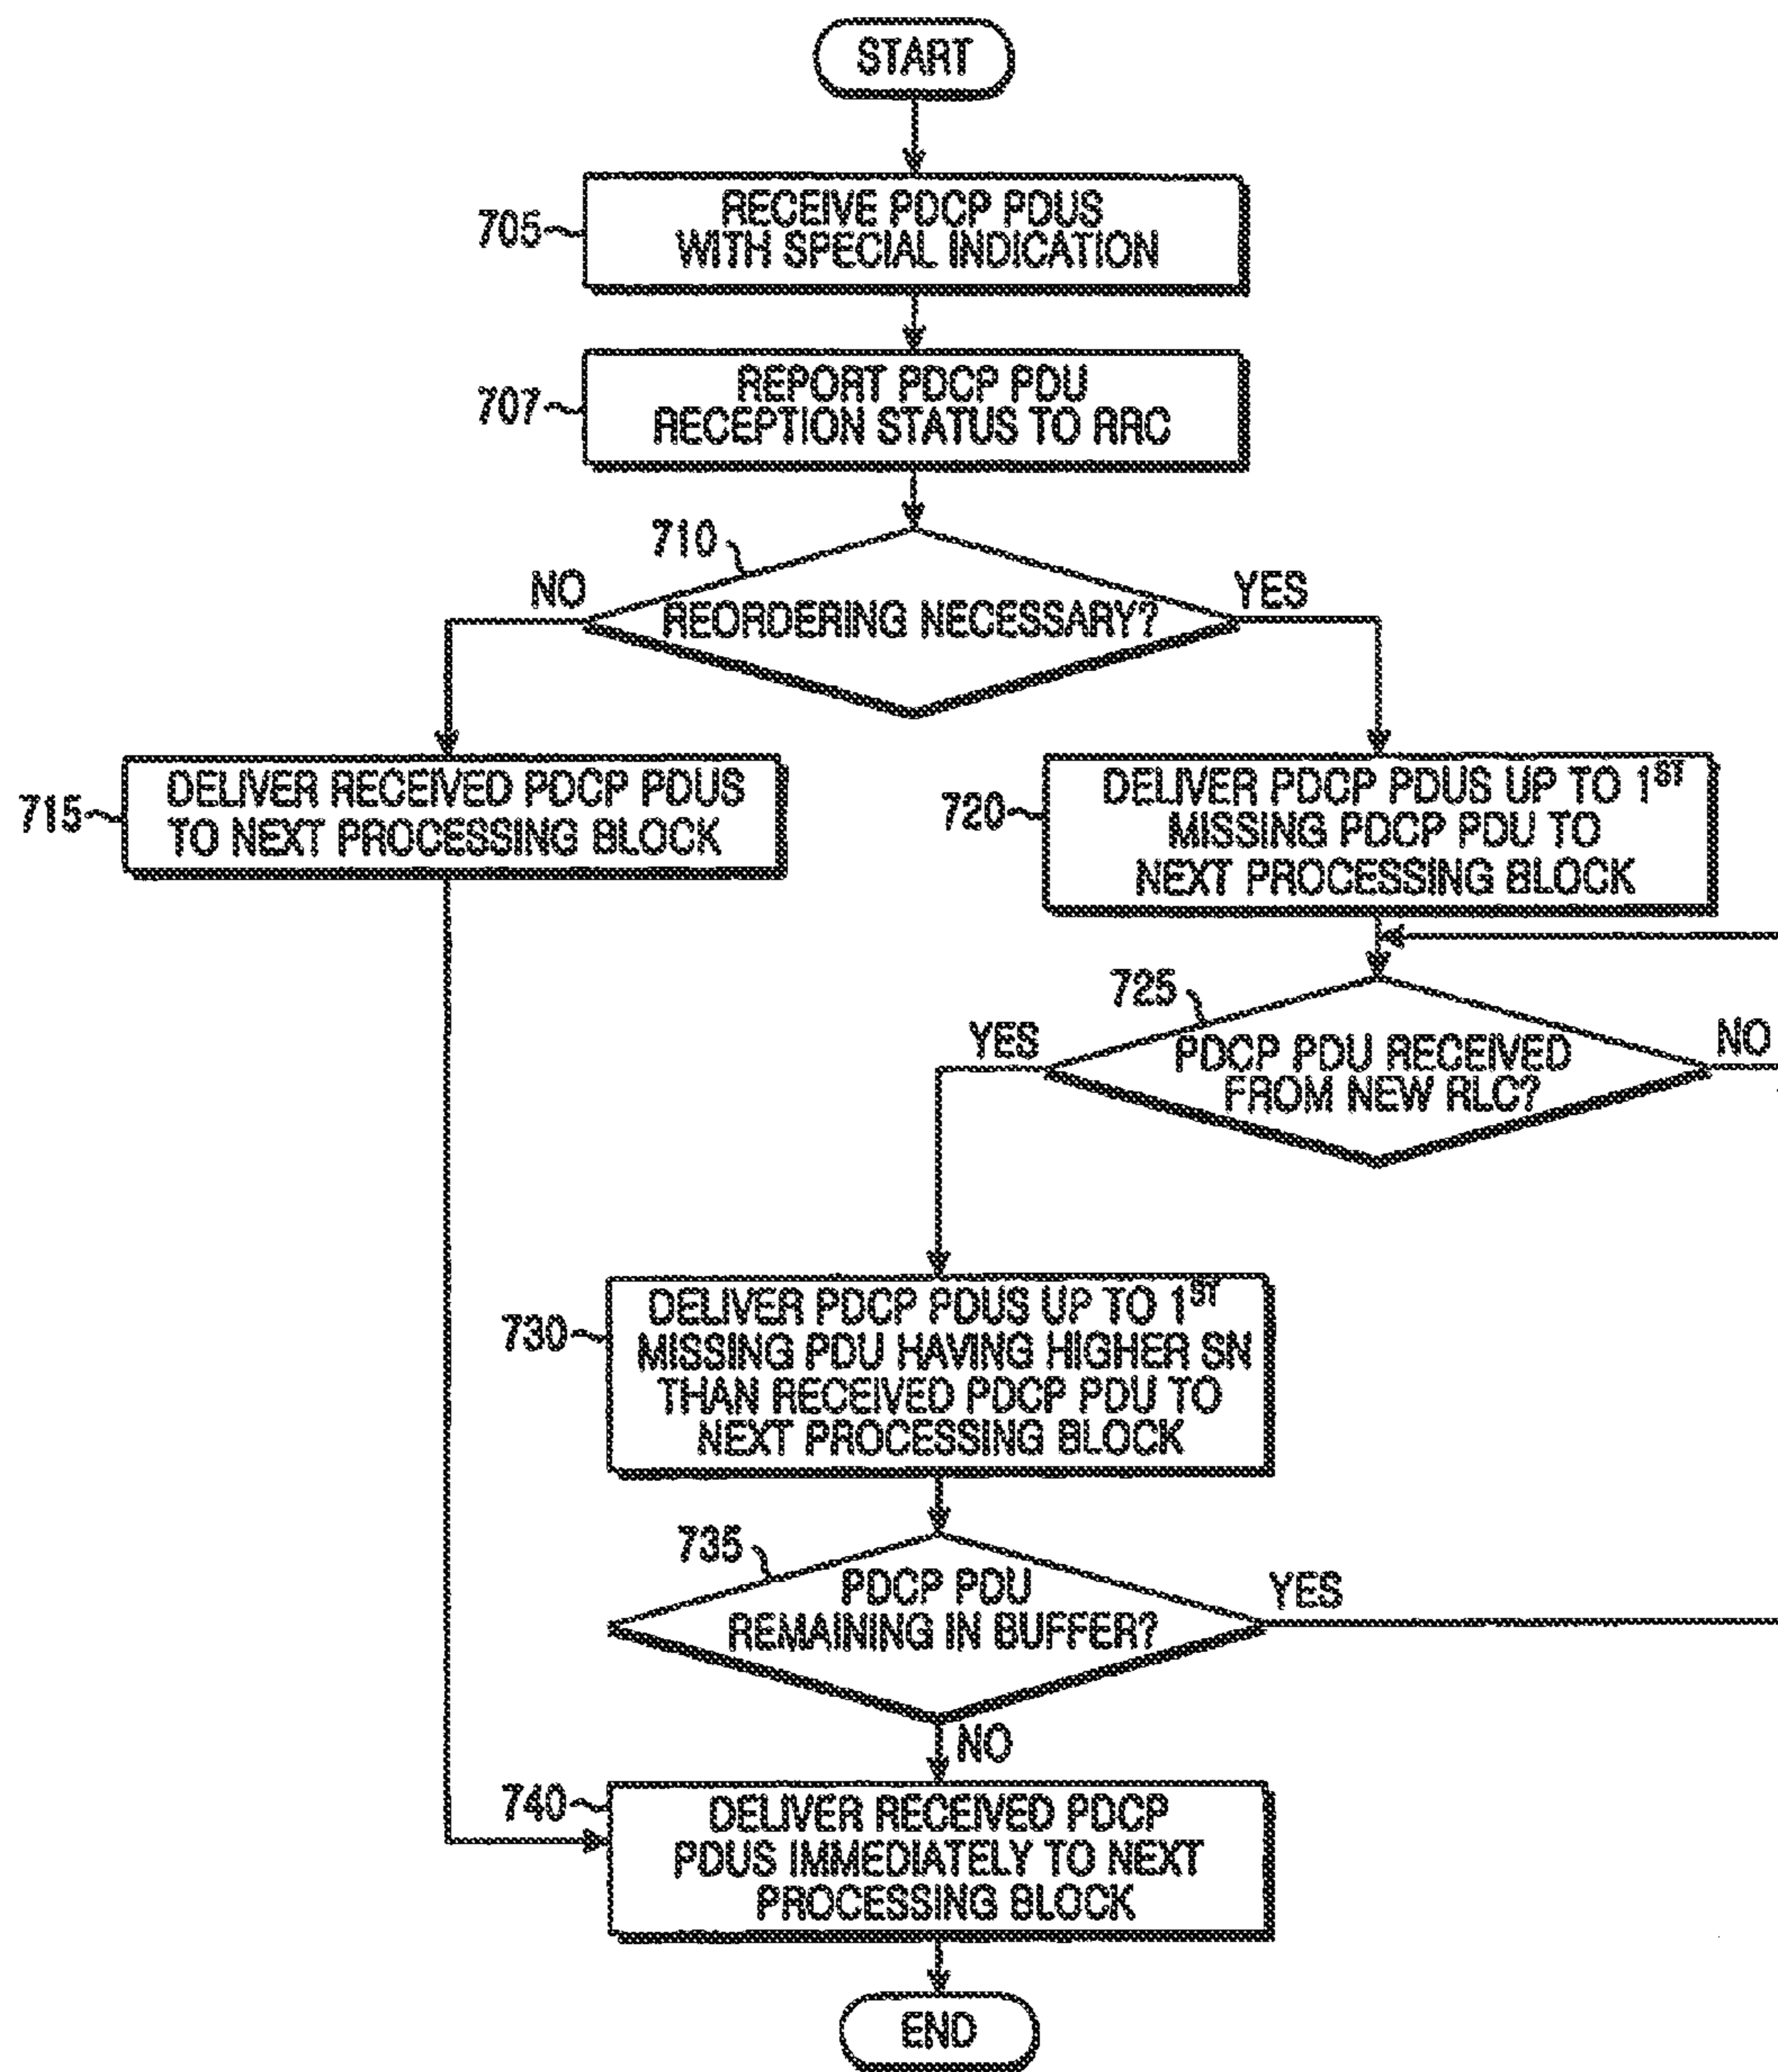 START
705
RECEIVE PDCP PDUS
WITH SPECIAL INDICATION
707
REPORT PDCP PDU
RECEPTION STATUS TO RRC
710
NO
REORDERING NECESSARY?
YES
715
DELIVER RECEIVED PDCP PDUS
TO NEXT PROCESSING BLOCK
720
DELIVER PDCP PDUS UP TO 1ST
MISSING PDCP PDU TO
NEXT PROCESSING BLOCK
725
YES
PDCP PDU RECEIVED
FROM NEW RLC?
NO
730
DELIVER PDCP PDUS UP TO 1ST
MISSING PDU HAVING HIGHER SN
THAN RECEIVED PDCP PDU TO
NEXT PROCESSING BLOCK
735
PDCP PDU
REMAINING IN BUFFER?
YES
NO
740
DELIVER RECEIVED PDCP
PDUS IMMEDIATELY TO NEXT
PROCESSING BLOCK
END